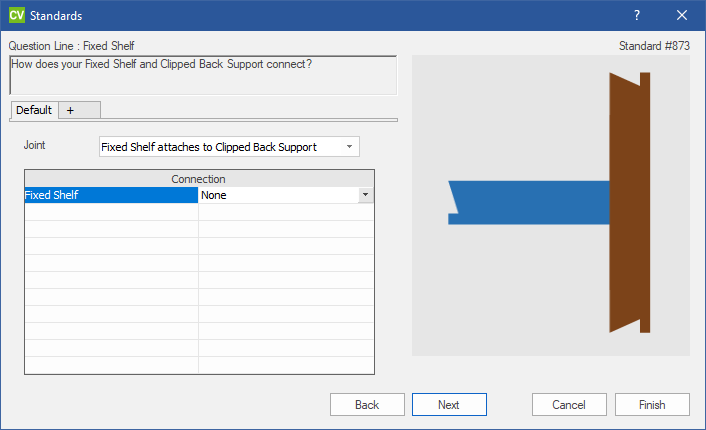 CV Standards ?
Question Line : Fixed Shelf Standard #873
How does your Fixed Shelf and Clipped Back Support connect?
Default +
Joint Fixed Shelf attaches to Clipped Back Support
Connection
Fixed Shelf None
Back Next Cancel Finish